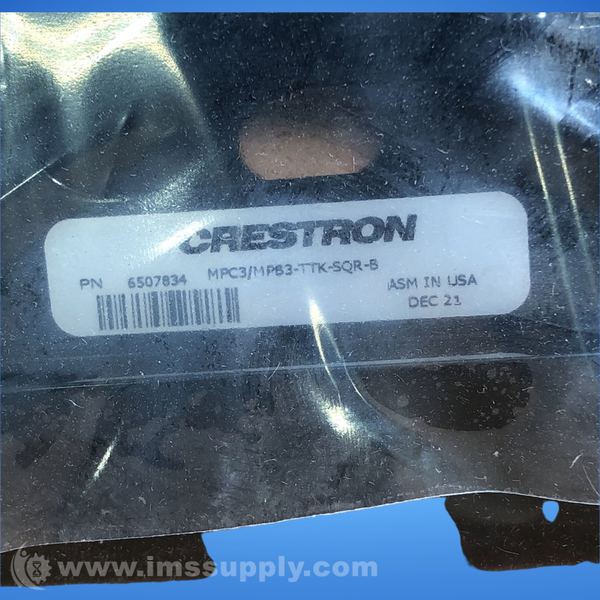 CRESTRON
PN 6507834 MPC3/MPB3-TTK-SQR-B ASM IN USA
DEC 21
www.imssupply.com